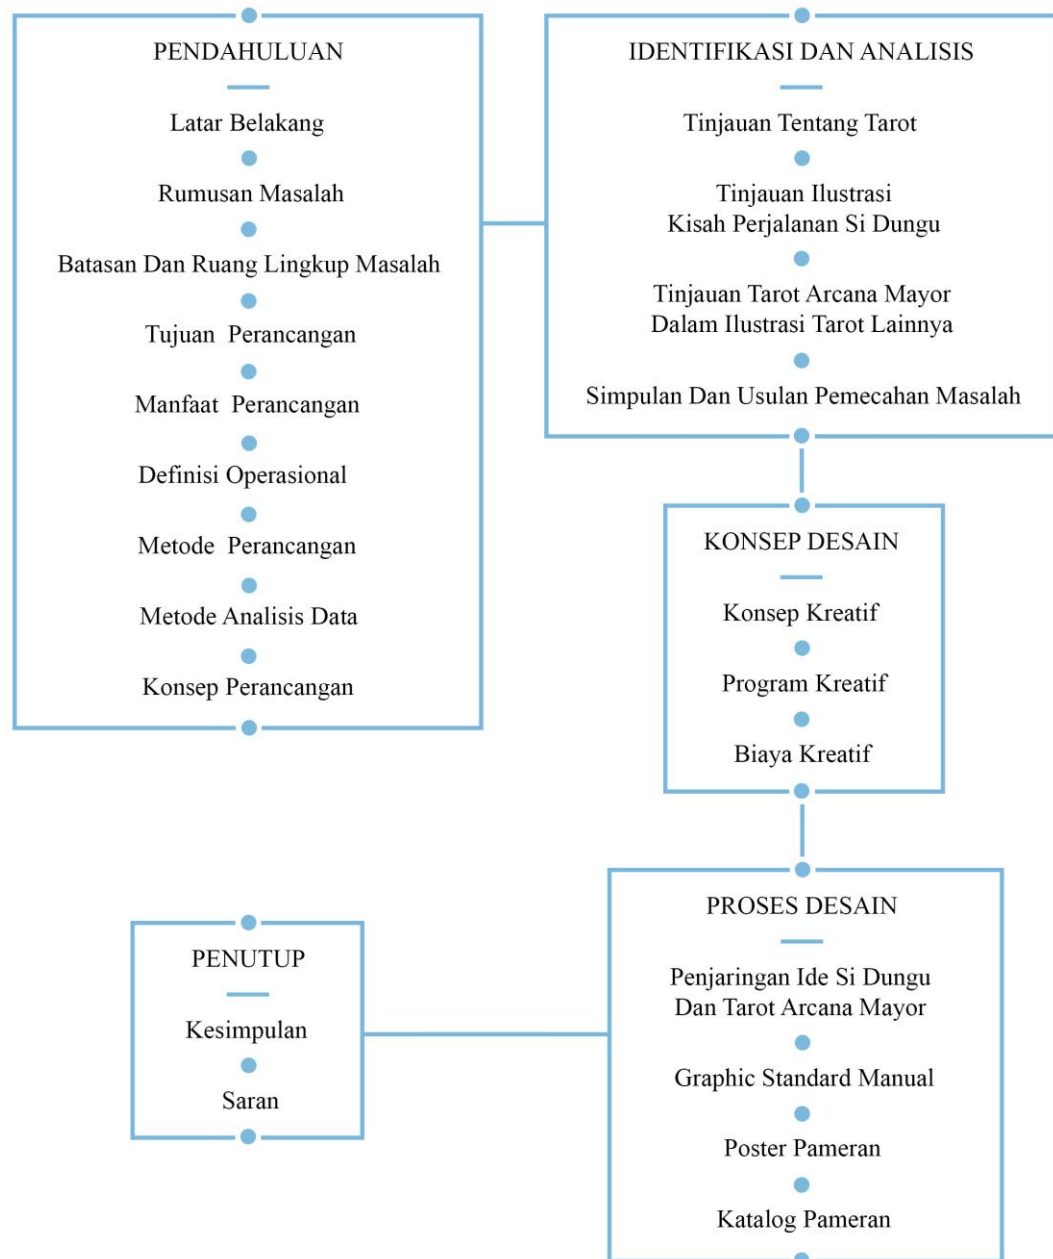 PENDAHULUAN
Latar Belakang
Rumusan Masalah
Batasan Dan Ruang Lingkup Masalah
Tujuan Perancangan
Manfaat Perancangan
Definisi Operasional
Metode Perancangan
Metode Analisis Data
Konsep Perancangan
IDENTIFIKASI DAN ANALISIS
Tinjauan Tentang Tarot
Tinjauan Ilustrasi
Kisah Perjalanan Si Dungu
Tinjauan Tarot Arcana Mayor
Dalam Ilustrasi Tarot Lainnya
Simpulan Dan Usulan Pemecahan Masalah
KONSEP DESAIN
Konsep Kreatif
Program Kreatif
Biaya Kreatif
PROSES DESAIN
Penjaringan Ide Si Dungu
Dan Tarot Arcana Mayor
Graphic Standard Manual
Poster Pameran
Katalog Pameran
PENUTUP
Kesimpulan
Saran